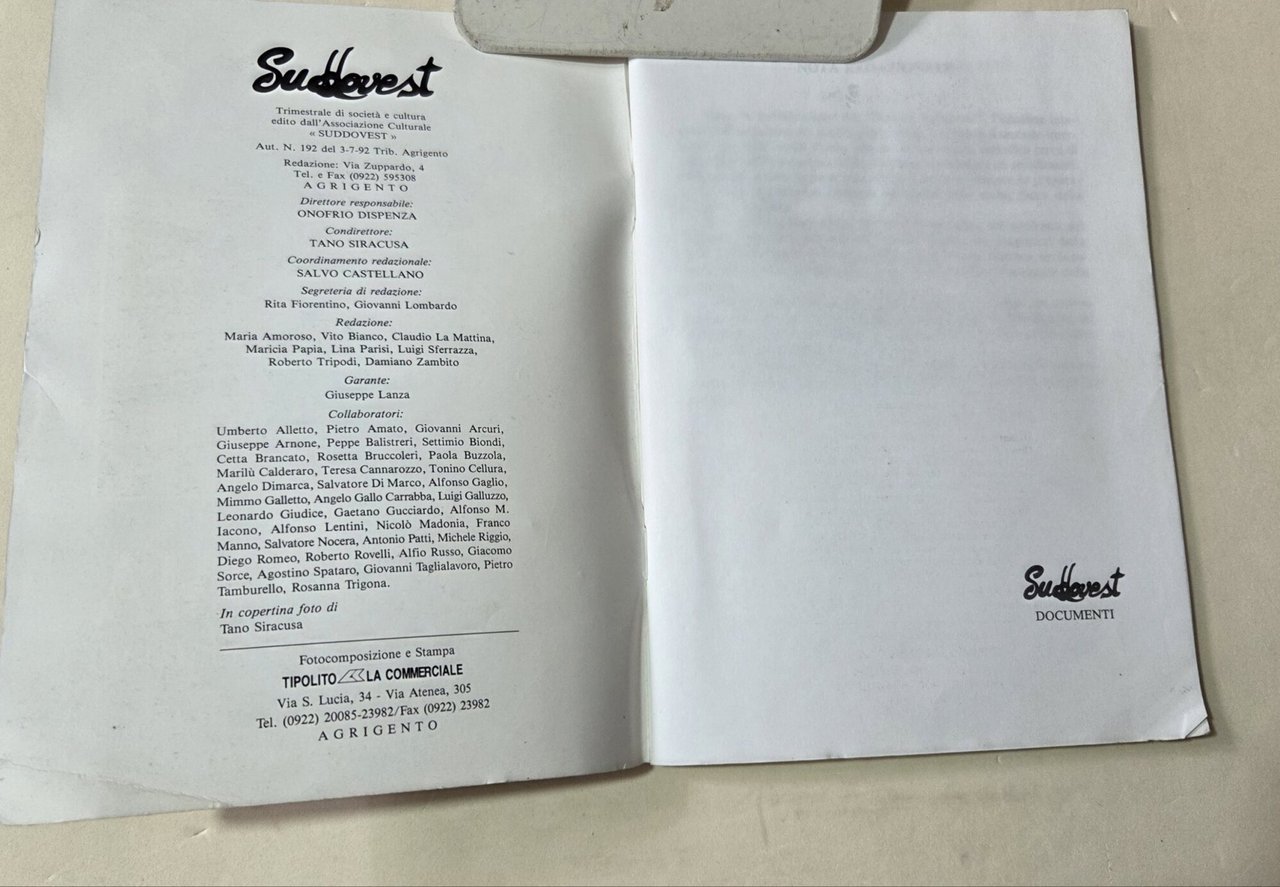 Suddovest
Trimestrale di società e cultura
edito dall'Associazione Culturale
« SUDDOVEST »
Aut. N. 192 del 3-7-92 Trib. Agrigento
Redazione: Via Zuppardo, 4
Tel. e Fax (0922) 595308
AGRIGENTO
Direttore responsabile:
ONOFRIO DISPENZA
Condirettore:
TANO SIRACUSA
Coordinamento redazionale:
SALVO CASTELLANO
Segreteria di redazione:
Rita Fiorentino, Giovanni Lombardo
Redazione:
Maria Amoroso, Vito Bianco, Claudio La Mattina,
Maricia Papia, Lina Parisi, Luigi Sferrazza,
Roberto Tripodi, Damiano Zambito
Garante:
Giuseppe Lanza
Collaboratori:
Umberto Alletto, Pietro Amato, Giovanni Arcuri,
Giuseppe Arnone, Peppe Balistreri, Settimio Biondi,
Cetta Brancato, Rosetta Bruccoleri, Paola Buzzola,
Marilù Calderaro, Teresa Cannarozzo, Tonino Cellura,
Angelo Dimarca, Salvatore Di Marco, Alfonso Gaglio,
Mimmo Galletto, Angelo Gallo Carrabba, Luigi Galluzzo,
Leonardo Giudice, Gaetano Gucciardo, Alfonso M.
Iacono, Alfonso Lentini, Nicolò Madonia, Franco
Manno, Salvatore Nocera, Antonio Patti, Michele Riggio,
Diego Romeo, Roberto Rovelli, Alfio Russo, Giacomo
Sorce, Agostino Spataro, Giovanni Taglialavoro, Pietro
Tamburello, Rosanna Trigona.
In copertina foto di
Tano Siracusa
Fotocomposizione e Stampa
TIPOLITO LA COMMERCIALE
Via S. Lucia, 34 - Via Atenea, 305
Tel. (0922) 20085-23982/Fax (0922) 23982
AGRIGENTO
Suddovest
DOCUMENTI